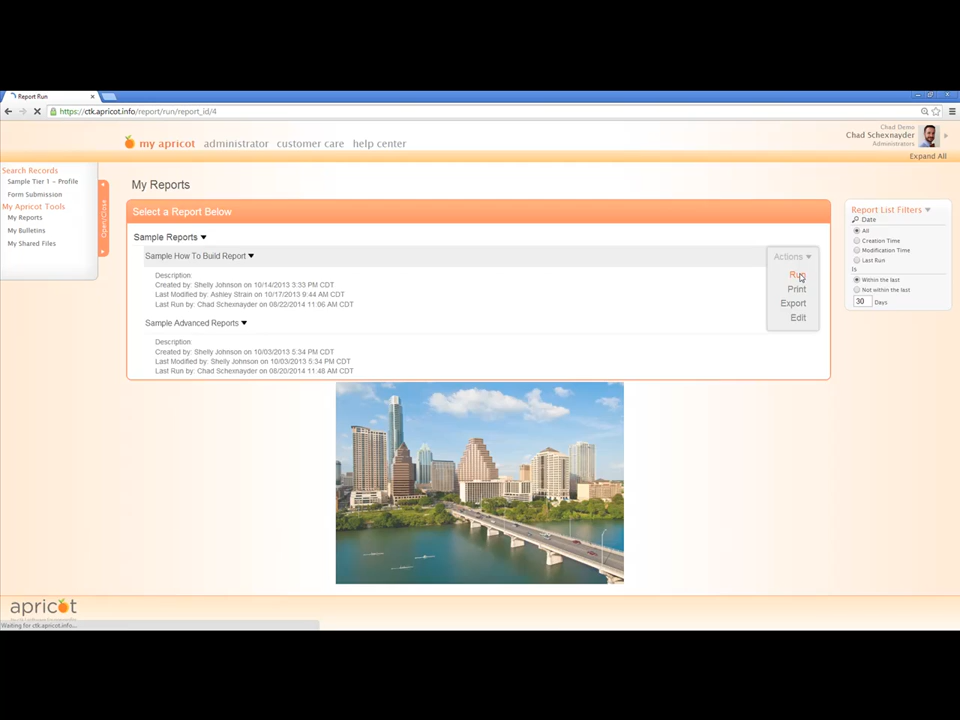 Report Run
https://ctk.apricot.info/report/run/report_id/4
Chad Demo
Chad Schexnayder
Administrators
my apricot administrator customer care help center
Expand All
Search Records
Sample Tier 1 - Profile
Form Submission
My Apricot Tools
My Reports
My Bulletins
My Shared Files
Open/Close
My Reports
Select a Report Below
Sample Reports
Sample How To Build Report
Description:
Created by: Shelly Johnson on 10/14/2013 3:33 PM CDT
Last Modified by: Ashley Strain on 10/17/2013 9:44 AM CDT
Last Run by: Chad Schexnayder on 08/22/2014 11:06 AM CDT
Actions
Run
Print
Export
Edit
Sample Advanced Reports
Description:
Created by: Shelly Johnson on 10/03/2013 5:34 PM CDT
Last Modified by: Shelly Johnson on 10/03/2013 5:34 PM CDT
Last Run by: Chad Schexnayder on 08/20/2014 11:48 AM CDT
Report List Filters
Date
All
Creation Time
Modification Time
Last Run
Is
Within the last
Not within the last
30 Days
apricot
Waiting for ctk.apricot.info...